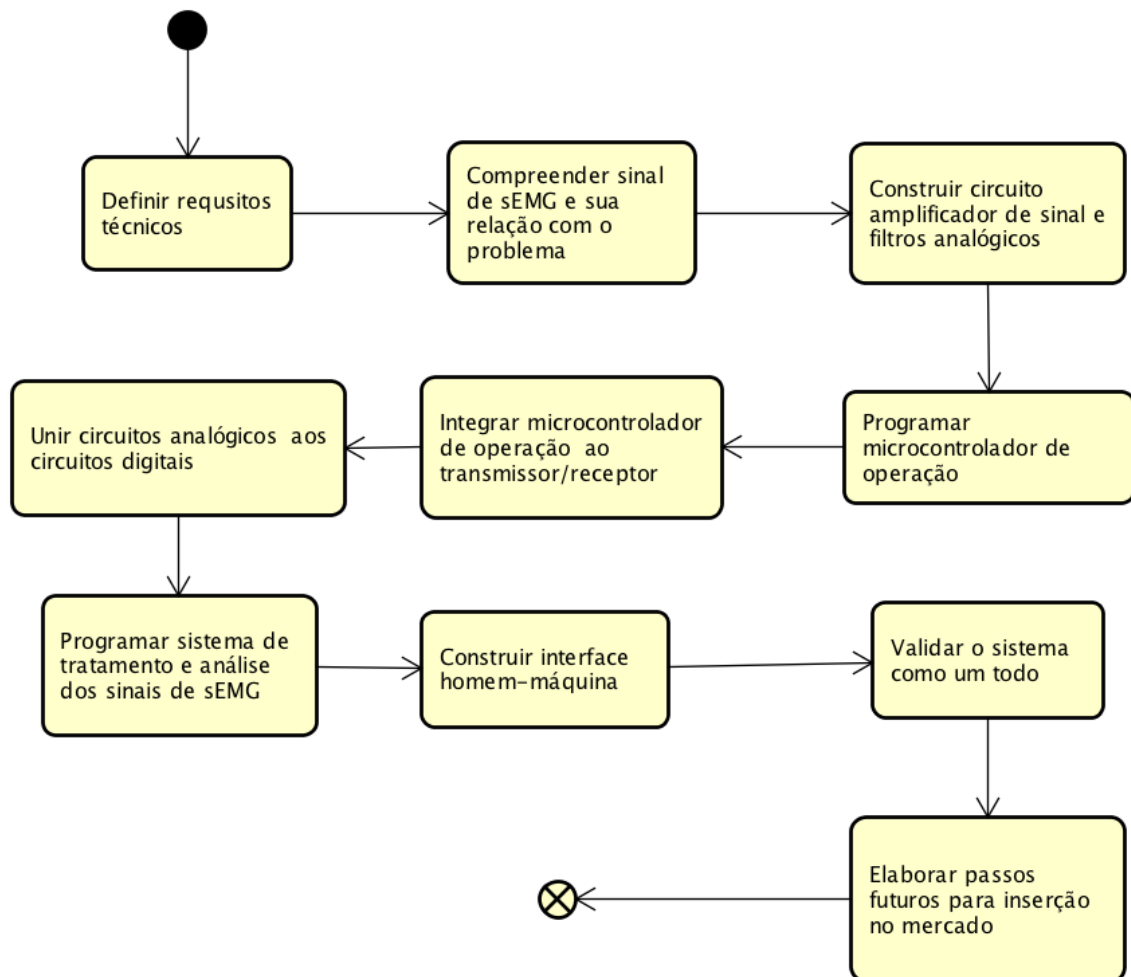 Definir requsitos
técnicos
Compreender sinal
de sEMG e sua
relação com o
problema
Construir circuito
amplificador de sinal e
filtros analógicos
Programar
microcontrolador de
operação
Integrar microcontrolador
de operação ao
transmissor/receptor
Unir circuitos analógicos aos
circuitos digitais
Programar sistema de
tratamento e análise
dos sinais de sEMG
Construir interface
homem-máquina
Validar o sistema
como um todo
Elaborar passos
futuros para inserção
no mercado